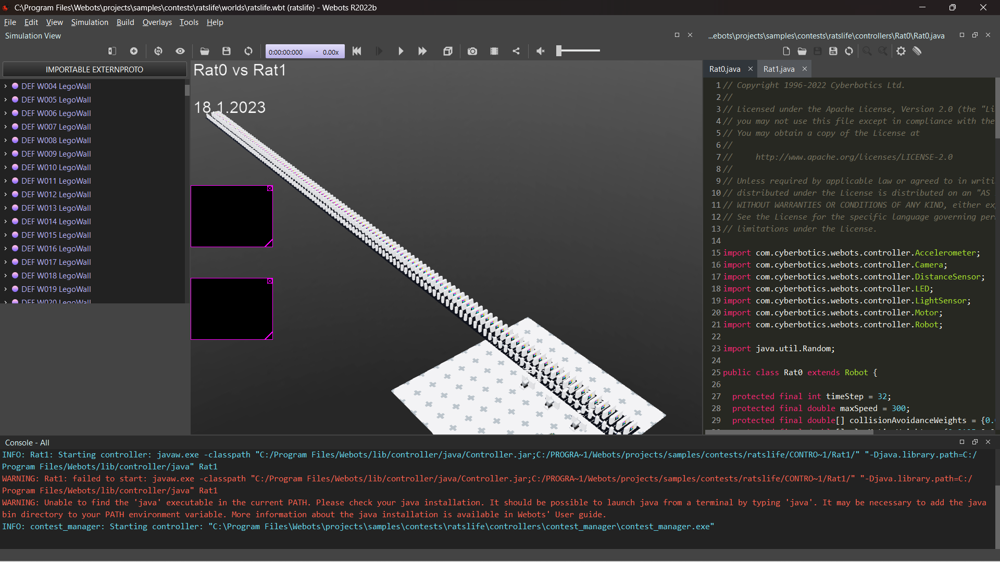 C:\Program Files\Webots\projects\samples\contests\ratslife\worlds\ratslife.wbt (ratslife) - Webots R2022b
File Edit View Simulation Build Overlays Tools Help
Simulation View
...ebots\projects\samples\contests\ratslife\controllers\Rat0\Rat0.java
0:00:00:000 - 0.00x
IMPORTABLE EXTERNPROTO
DEF W004 LegoWall
DEF W005 LegoWall
DEF W006 LegoWall
DEF W007 LegoWall
DEF W008 LegoWall
DEF W009 LegoWall
DEF W010 LegoWall
DEF W011 LegoWall
DEF W012 LegoWall
DEF W013 LegoWall
DEF W014 LegoWall
DEF W015 LegoWall
DEF W016 LegoWall
DEF W017 LegoWall
DEF W018 LegoWall
DEF W019 LegoWall
DEF W020 LegoWall
Rat0 vs Rat1
18.1.2023
Rat0.java Rat1.java
1 // Copyright 1996-2022 Cyberbotics Ltd.
2 //
3 // Licensed under the Apache License, Version 2.0 (the "Li
4 // you may not use this file except in compliance with the
5 // You may obtain a copy of the License at
6 //
7 // http://www.apache.org/licenses/LICENSE-2.0
8 //
9 // Unless required by applicable law or agreed to in writi
10 // distributed under the License is distributed on an "AS
11 // WITHOUT WARRANTIES OR CONDITIONS OF ANY KIND, either ex
12 // See the License for the specific language governing per
13 // limitations under the License.
14
15 import com.cyberbotics.webots.controller.Accelerometer;
16 import com.cyberbotics.webots.controller.Camera;
17 import com.cyberbotics.webots.controller.DistanceSensor;
18 import com.cyberbotics.webots.controller.LED;
19 import com.cyberbotics.webots.controller.LightSensor;
20 import com.cyberbotics.webots.controller.Motor;
21 import com.cyberbotics.webots.controller.Robot;
22
23 import java.util.Random;
24
25 public class Rat0 extends Robot {
26
27 protected final int timeStep = 32;
28 protected final double maxSpeed = 300;
29 protected final double[] collisionAvoidanceWeights = {0.
Console - All
INFO: Rat1: Starting controller: javaw.exe -classpath "C:/Program Files/Webots/lib/controller/java/Controller.jar;C:/PROGRA~1/Webots/projects/samples/contests/ratslife/CONTRO~1/Rat1/" "-Djava.library.path=C:/
Program Files/Webots/lib/controller/java" Rat1
WARNING: Rat1: failed to start: javaw.exe -classpath "C:/Program Files/Webots/lib/controller/java/Controller.jar;C:/PROGRA~1/Webots/projects/samples/contests/ratslife/CONTRO~1/Rat1/" "-Djava.library.path=C:/
Program Files/Webots/lib/controller/java" Rat1
WARNING: Unable to find the 'java' executable in the current PATH. Please check your java installation. It should be possible to launch java from a terminal by typing 'java'. It may be necessary to add the java
bin directory to your PATH environment variable. More information about the java installation is available in Webots' User guide.
INFO: contest_manager: Starting controller: "C:\Program Files\Webots\projects\samples\contests\ratslife\controllers\contest_manager\contest_manager.exe"